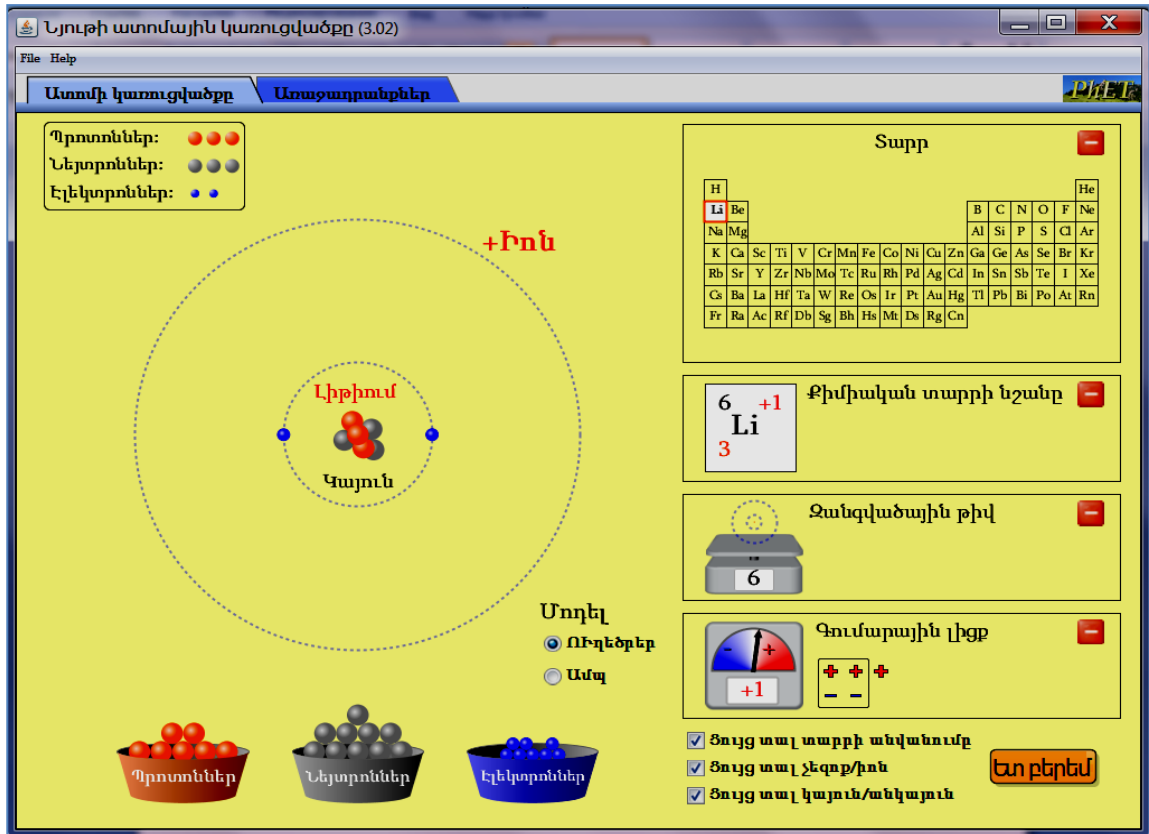 Նյութի ատոմային կառուցվածքը (3.02)
File Help
Ատոմի կառուցվածքը Առաջադրանքներ
PhET
Պրոտոններ:
Նեյտրոններ:
Էլեկտրոններ:
+Իոն
Լիթիում
Կայուն
Մոդել
ՈՒղեծրեր
Ամպ
Պրոտոններ Նեյտրոններ Էլեկտրոններ
Տարր
H He
Li Be B C N O F Ne
Na Mg Al Si P S Cl Ar
K Ca Sc Ti V Cr Mn Fe Co Ni Cu Zn Ga Ge As Se Br Kr
Rb Sr Y Zr Nb Mo Tc Ru Rh Pd Ag Cd In Sn Sb Te I Xe
Cs Ba La Hf Ta W Re Os Ir Pt Au Hg Tl Pb Bi Po At Rn
Fr Ra Ac Rf Db Sg Bh Hs Mt Ds Rg Cn
Քիմիական տարրի նշանը
6 +1
Li
3
Զանգվածային թիվ
6
Գումարային լիցք
- +
+1
+ + +
− −
Ցույց տալ տարրի անվանումը
Ցույց տալ չեզոք/իոն
Ցույց տալ կայուն/անկայուն
Ետ բերեմ